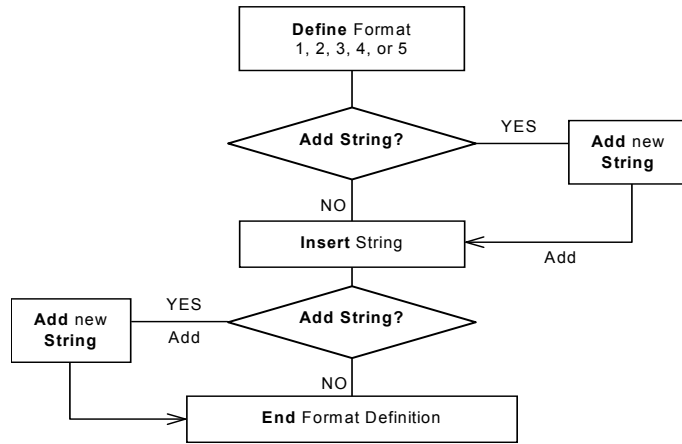 Define Format
1, 2, 3, 4, or 5
Add String?
YES
Add new
String
NO
Insert String
Add
YES
Add
Add new
String
Add String?
NO
End Format Definition